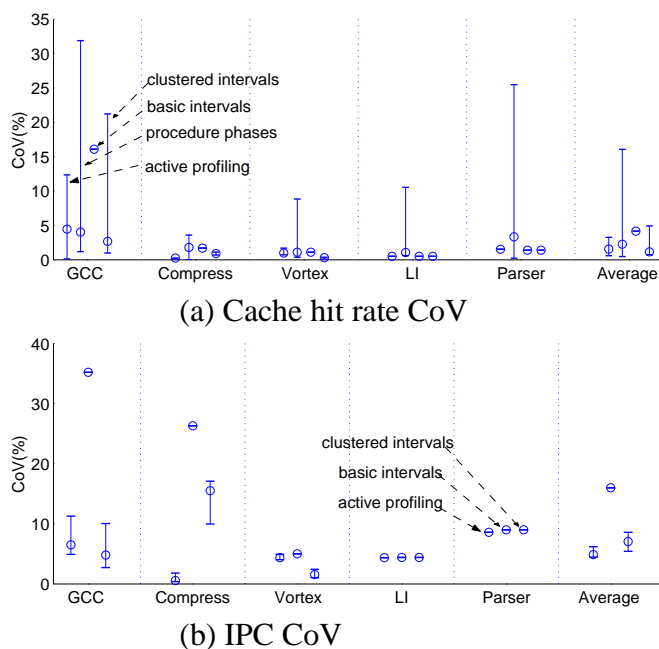 35
30
25
20
15
10
5
0
CoV(%)
clustered intervals
basic intervals
procedure phases
active profiling
GCC Compress Vortex LI Parser Average
(a) Cache hit rate CoV
40
30
20
10
0
CoV(%)
clustered intervals
basic intervals
active profiling
GCC Compress Vortex LI Parser Average
(b) IPC CoV